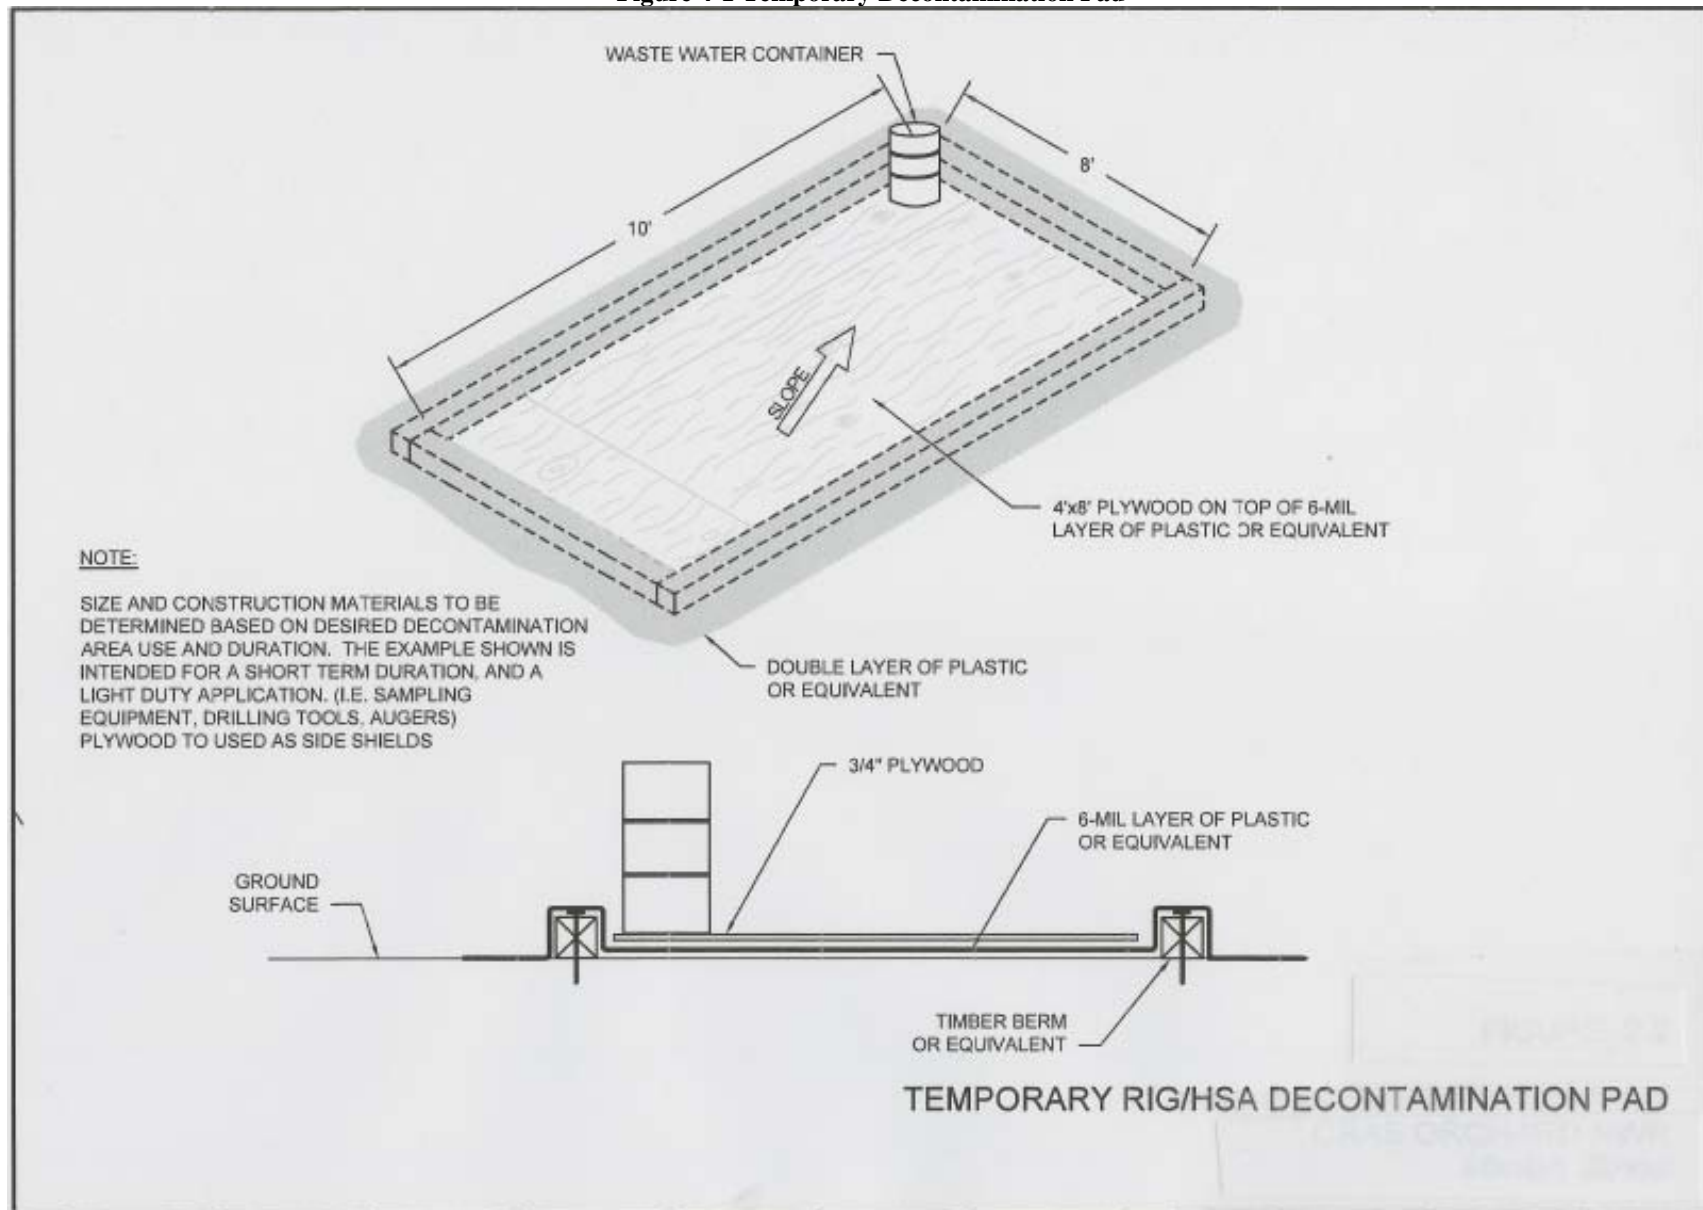 WASTE WATER CONTAINER
10'
8'
SLOPE
4'x8' PLYWOOD ON TOP OF 6-MIL
LAYER OF PLASTIC OR EQUIVALENT
NOTE:
SIZE AND CONSTRUCTION MATERIALS TO BE
DETERMINED BASED ON DESIRED DECONTAMINATION
AREA USE AND DURATION. THE EXAMPLE SHOWN IS
INTENDED FOR A SHORT TERM DURATION, AND A
LIGHT DUTY APPLICATION. (I.E. SAMPLING
EQUIPMENT, DRILLING TOOLS, AUGERS)
PLYWOOD TO USED AS SIDE SHIELDS
DOUBLE LAYER OF PLASTIC
OR EQUIVALENT
3/4" PLYWOOD
6-MIL LAYER OF PLASTIC
OR EQUIVALENT
GROUND
SURFACE
TIMBER BERM
OR EQUIVALENT
TEMPORARY RIG/HSA DECONTAMINATION PAD